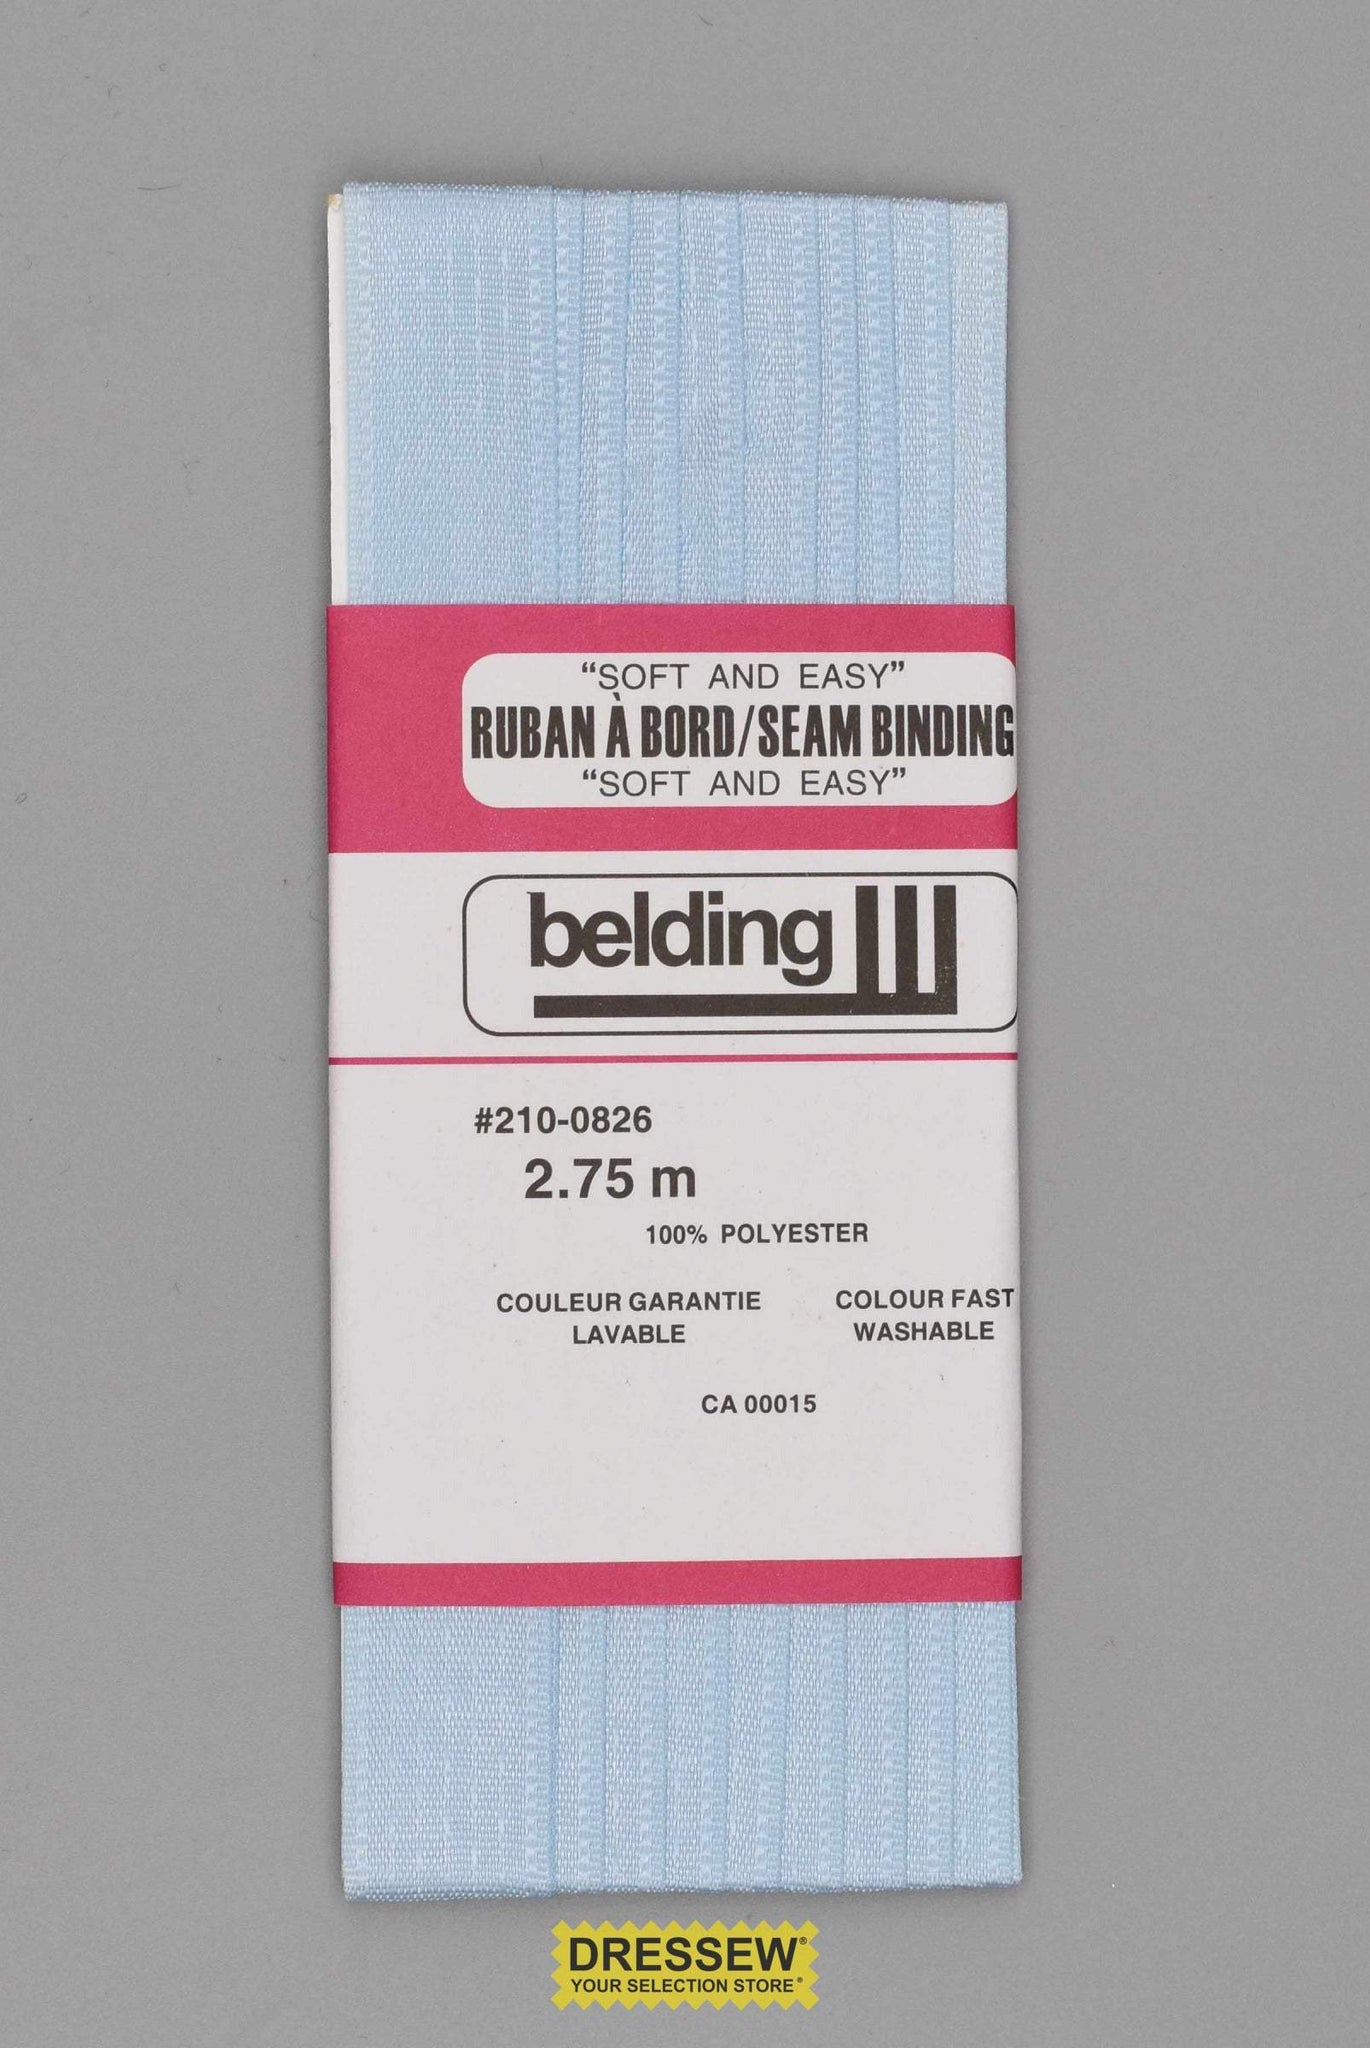 “SOFT AND EASY”
RUBAN À BORD/SEAM BINDING
“SOFT AND EASY”
belding
#210-0826
2.75 m
100% POLYESTER
COULEUR GARANTIE COLOUR FAST
LAVABLE WASHABLE
CA 00015
DRESSEW®
YOUR SELECTION STORE®